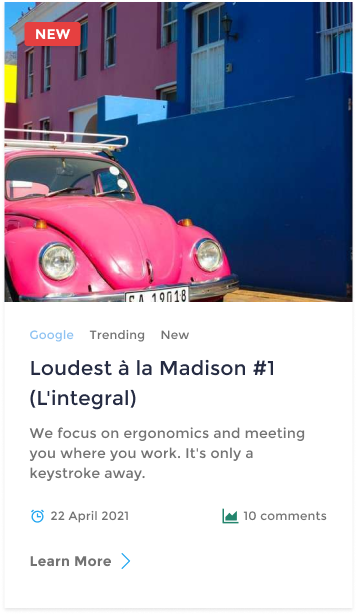 NEW
CA 19018
Google Trending New
Loudest à la Madison #1
(L'integral)
We focus on ergonomics and meeting
you where you work. It's only a
keystroke away.
22 April 2021
10 comments
Learn More